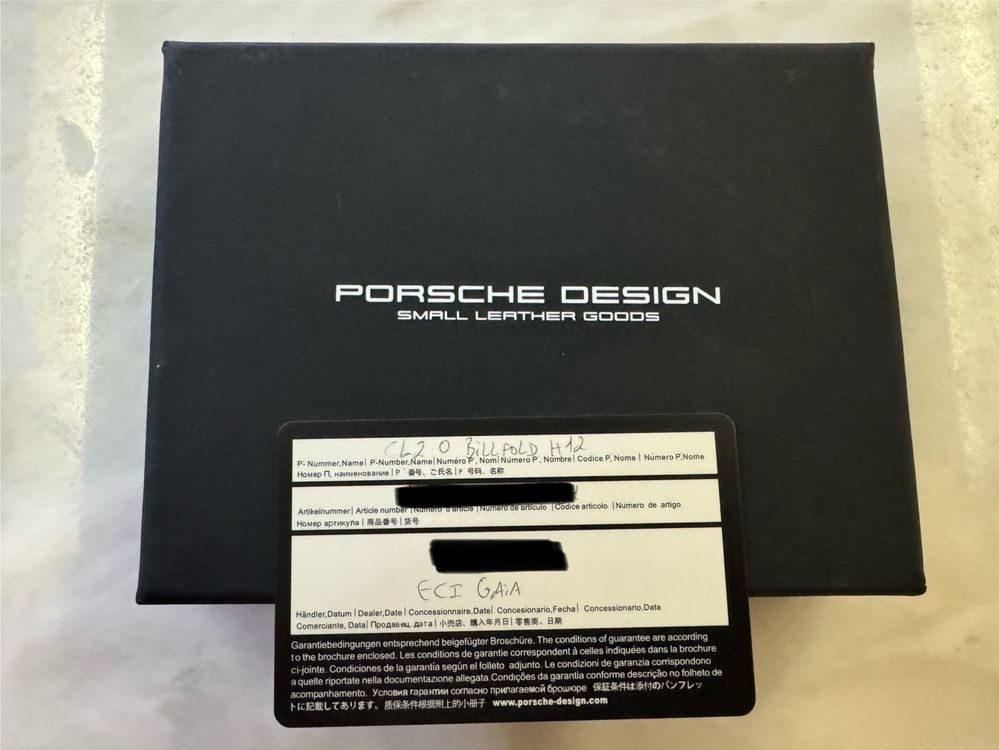 PORSCHE DESIGN
SMALL LEATHER GOODS
CL2 0 BILLFOLD H12
P'- Nummer,Name| P-Number,Name| Numéro P', Nom| Número P', Nombre| Codice P', Nome | Número P',Nome
Номер П, наименование | P' 番号、ご氏名 | P 号码、名称
Artikelnummer| Article number |Numéro d'article |Número de artículo |Codice articolo |Número de artigo
Номер артикула | 商品番号 | 货号
ECI GAiA
Händler,Datum | Dealer,Date | Concessionnaire,Date| Concesionario,Fecha| Concessionario,Data
Comerciante, Data| Продавец, дата | 小売店、購入年月日 | 零售商、日期
Garantiebedingungen entsprechend beigefügter Broschüre. The conditions of guarantee are according
to the brochure enclosed. Les conditions de garantie correspondent à celles indiquées dans la brochure
ci-jointe. Condiciones de la garantía según el folleto adjunto. Le condizioni di garanzia corrispondono
a quelle riportate nella documentazione allegata.Condições da garantia conforme descrição no folheto de
acompanhamento. Условия гарантии согласно прилагаемой брошюре 保証条件は添付のパンフレッ
トに記載してあります。质保条件根据附上的小册子 www.porsche-design.com